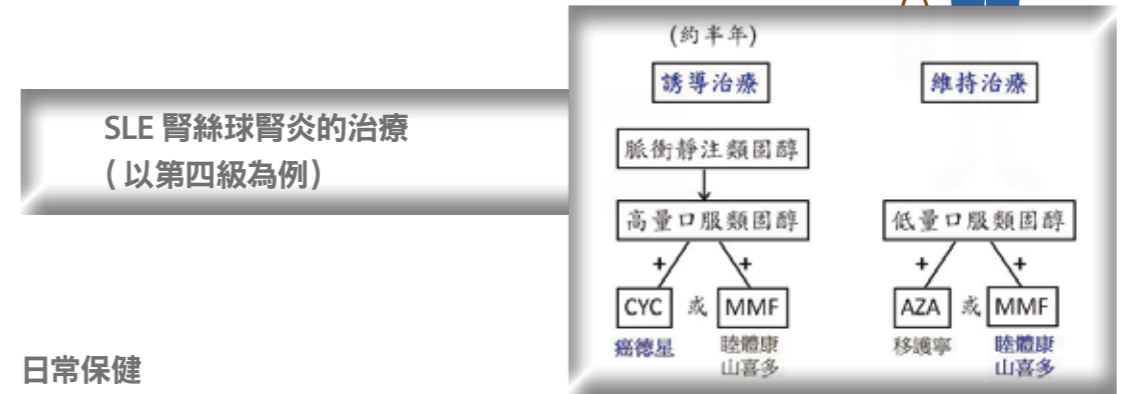 SLE 腎絲球腎炎的治療
( 以第四級為例)
日常保健
(約半年)
誘導治療
脈衝靜注類固醇
高量口服類固醇
+ +
CYC 或 MMF
癌德星 睦體康
山喜多
維持治療
低量口服類固醇
+ +
AZA 或 MMF
移護寧 睦體康
山喜多